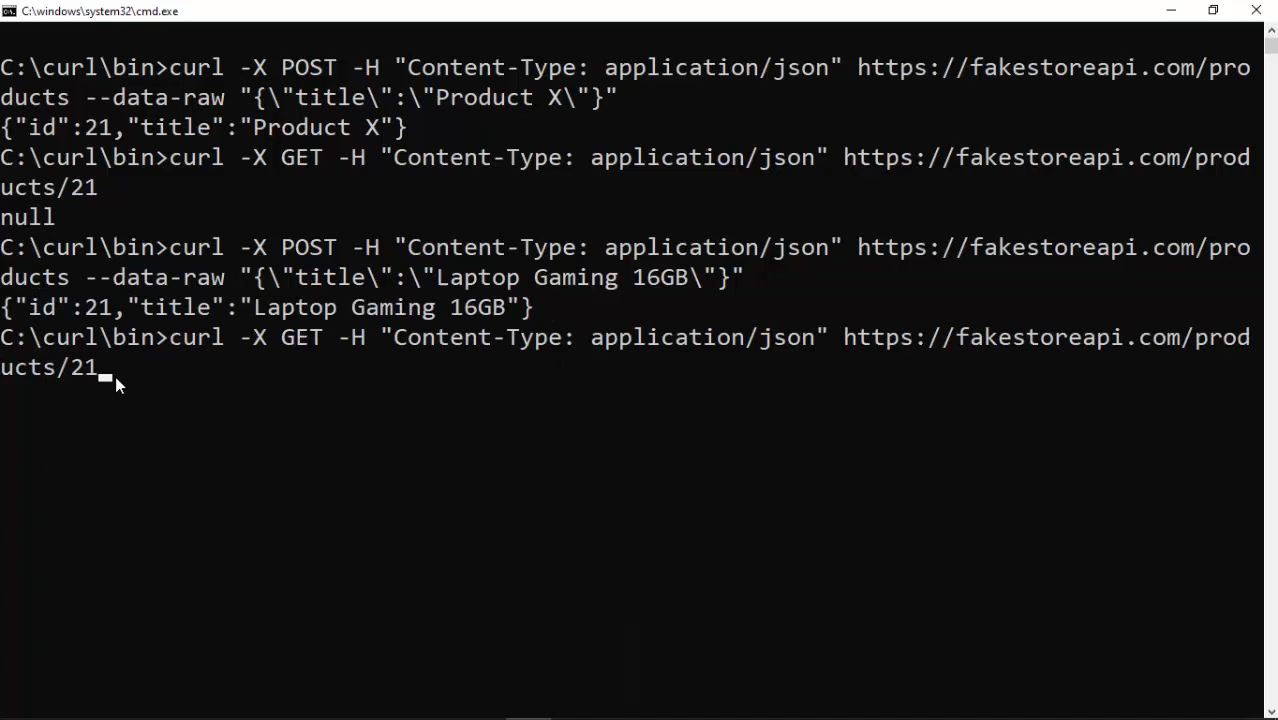 C:\windows\system32\cmd.exe
C:\curl\bin>curl -X POST -H "Content-Type: application/json" https://fakestoreapi.com/pro
ducts --data-raw "{\"title\":\"Product X\"}"
{"id":21,"title":"Product X"}
C:\curl\bin>curl -X GET -H "Content-Type: application/json" https://fakestoreapi.com/prod
ucts/21
null
C:\curl\bin>curl -X POST -H "Content-Type: application/json" https://fakestoreapi.com/pro
ducts --data-raw "{\"title\":\"Laptop Gaming 16GB\"}"
{"id":21,"title":"Laptop Gaming 16GB"}
C:\curl\bin>curl -X GET -H "Content-Type: application/json" https://fakestoreapi.com/prod
ucts/21